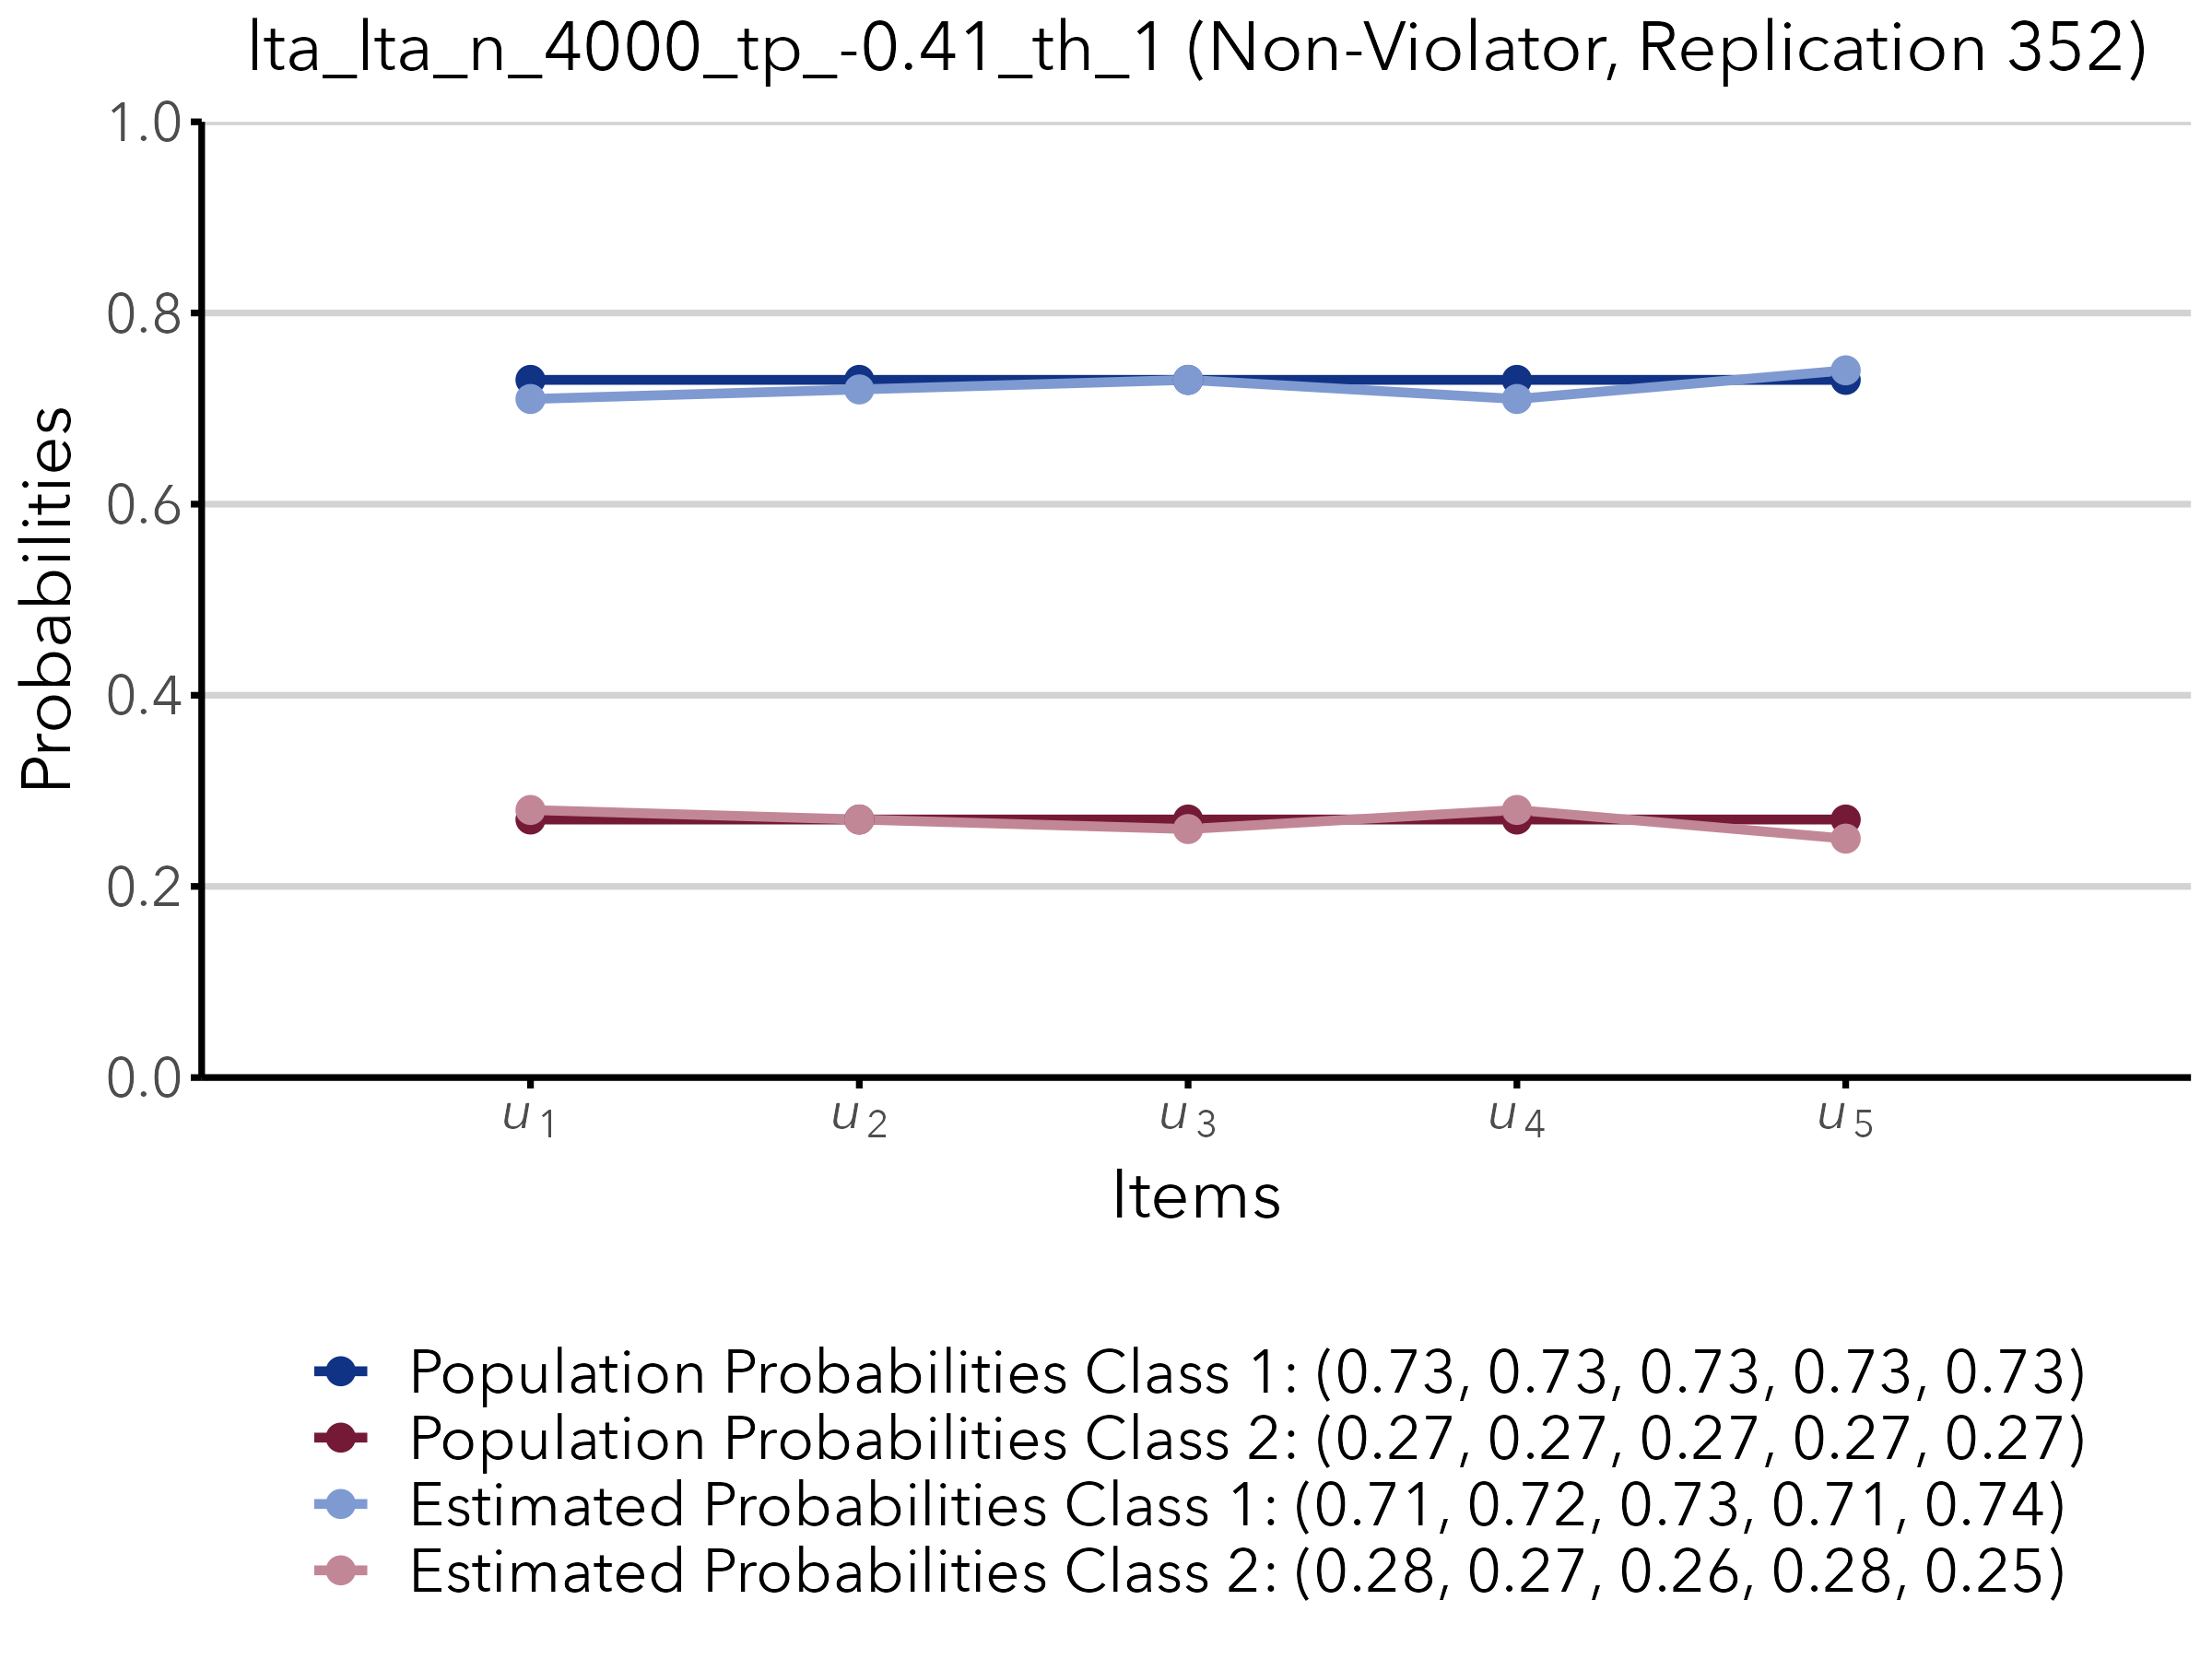 lta_lta_n_4000_tp_-0.41_th_1 (Non-Violator, Replication 352)
1.0
0.8
0.6
0.4
0.2
0.0
Probabilities
u1 u2 u3 u4 u5
Items
Population Probabilities Class 1: (0.73, 0.73, 0.73, 0.73, 0.73)
Population Probabilities Class 2: (0.27, 0.27, 0.27, 0.27, 0.27)
Estimated Probabilities Class 1: (0.71, 0.72, 0.73, 0.71, 0.74)
Estimated Probabilities Class 2: (0.28, 0.27, 0.26, 0.28, 0.25)